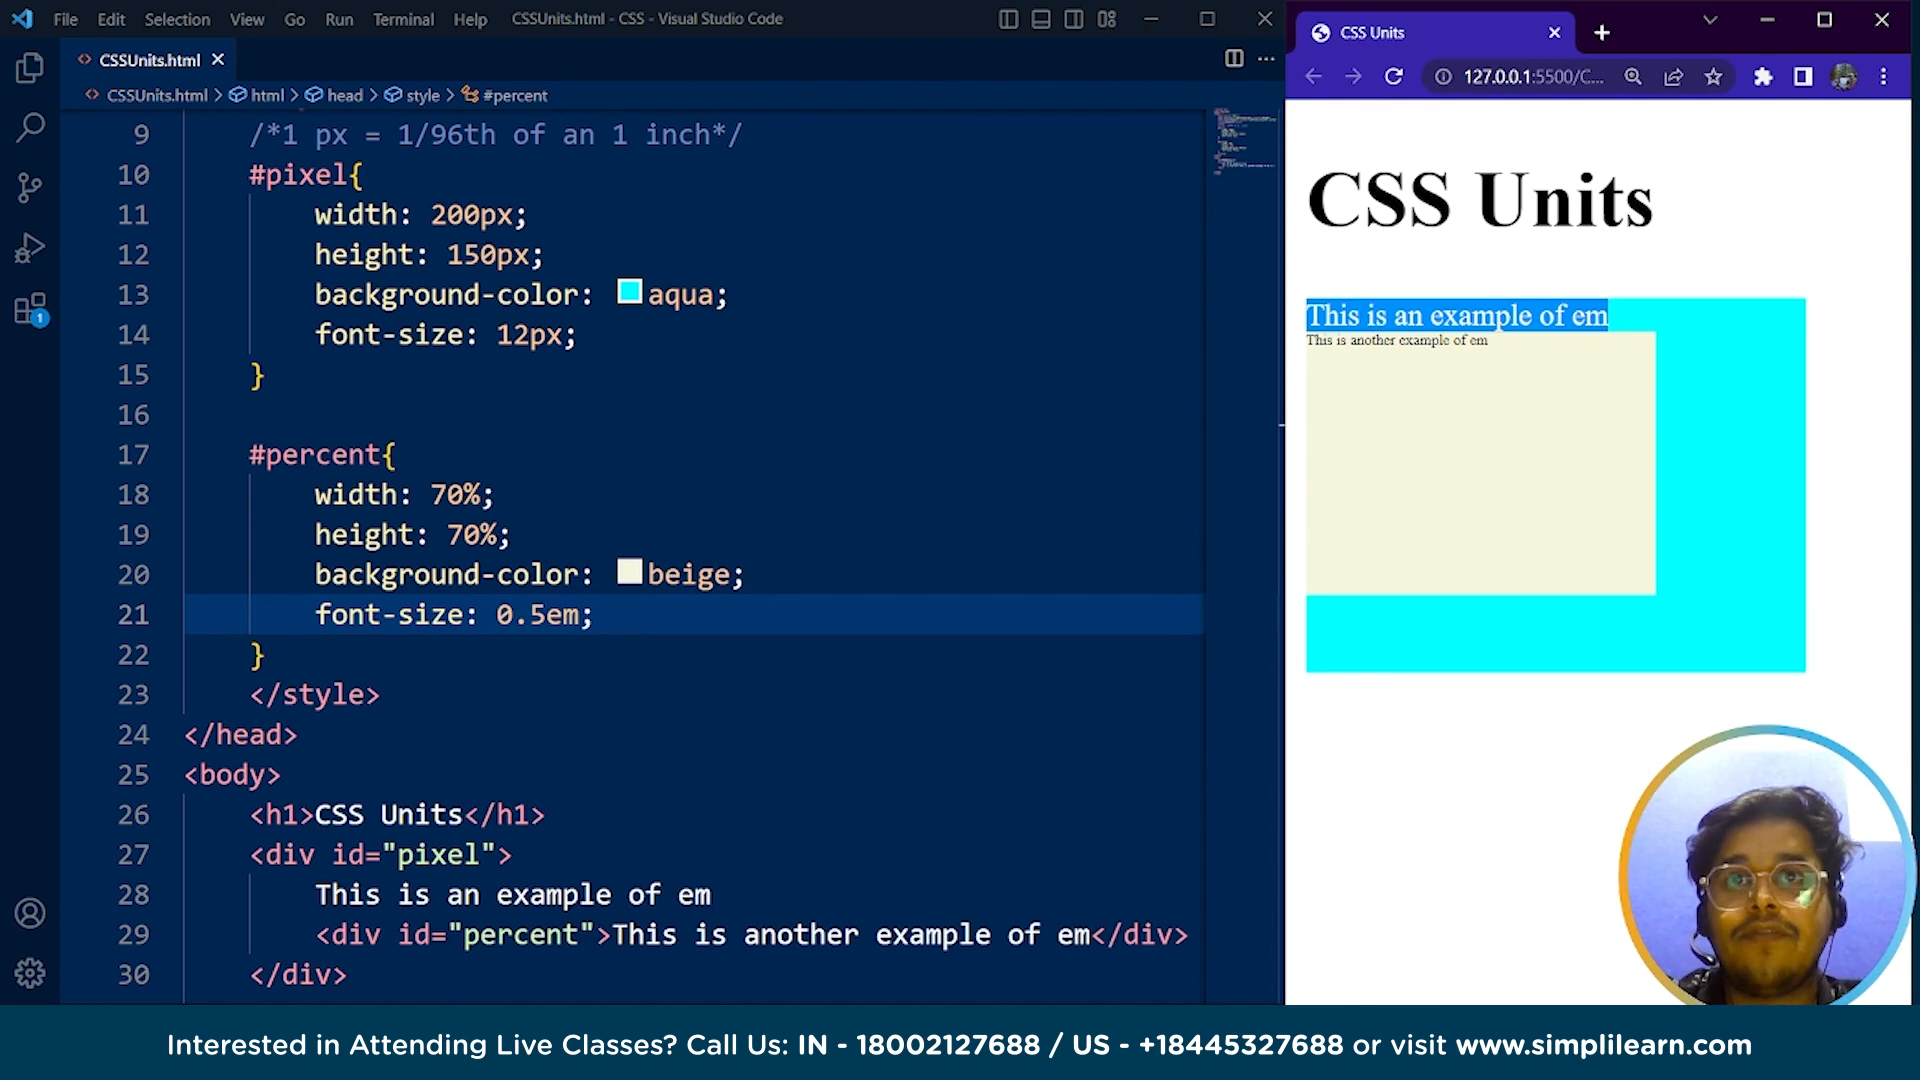 File Edit Selection View Go Run Terminal Help CSSUnits.html - CSS - Visual Studio Code
CSSUnits.html
CSSUnits.html > html > head > style > #percent
9 /*1 px = 1/96th of an 1 inch*/
10 #pixel{
11 width: 200px;
12 height: 150px;
13 background-color: aqua;
14 font-size: 12px;
15 }
16
17 #percent{
18 width: 70%;
19 height: 70%;
20 background-color: beige;
21 font-size: 0.5em;
22 }
23 </style>
24 </head>
25 <body>
26 <h1>CSS Units</h1>
27 <div id="pixel">
28 This is an example of em
29 <div id="percent">This is another example of em</div>
30 </div>
1
CSS Units
127.0.0.1:5500/C...
CSS Units
This is an example of em
This is another example of em
Interested in Attending Live Classes? Call Us: IN - 18002127688 / US - +18445327688 or visit www.simplilearn.com